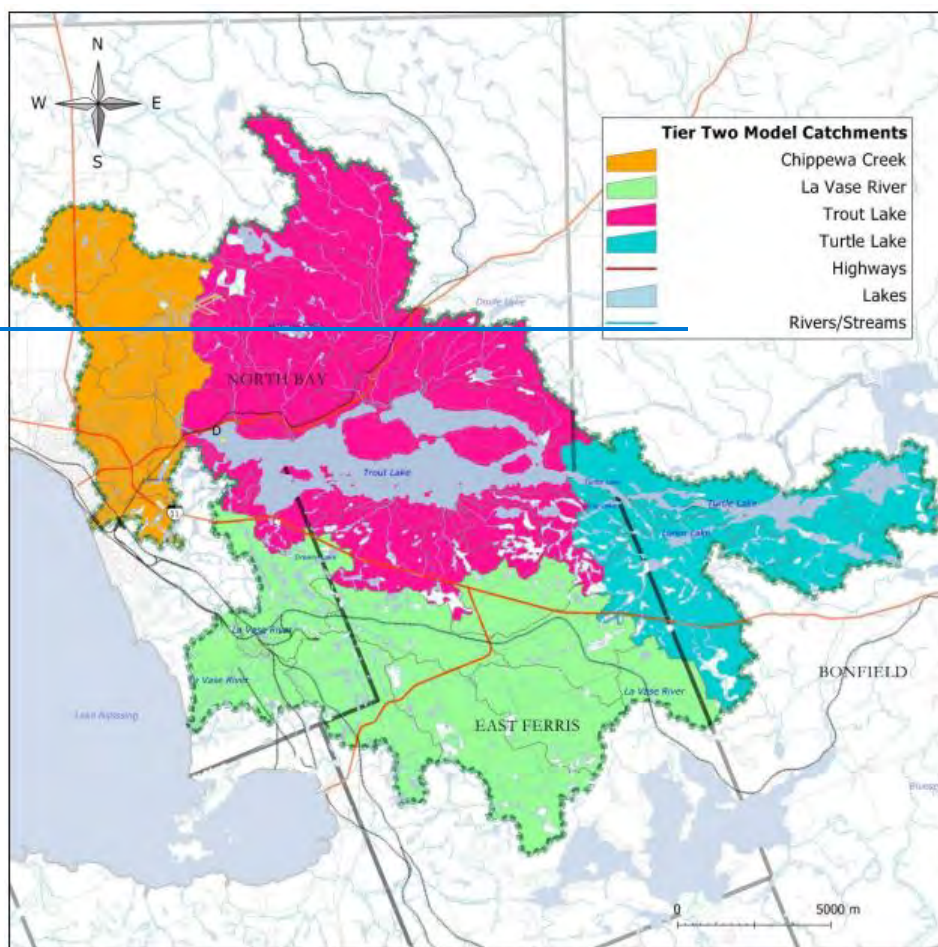 N
W E
S
Tier Two Model Catchments
Chippewa Creek
La Vase River
Trout Lake
Turtle Lake
Highways
Lakes
Rivers/Streams
NORTH BAY
D
Trout Lake
Turtle Lake
11
La Vase River
La Vase River
La Vase River
BONFIELD
Lake Nipissing
EAST FERRIS
0 5000 m